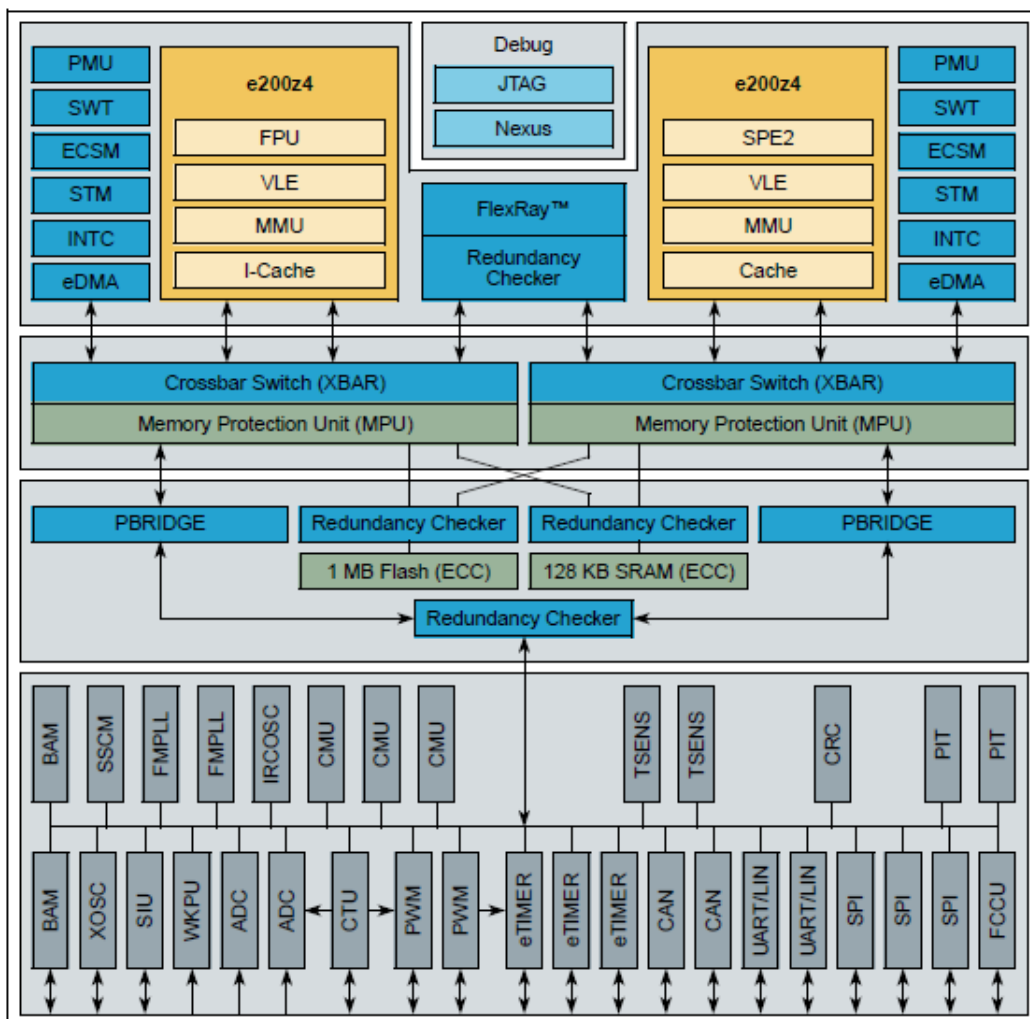 PMU
SWT
ECSM
STM
INTC
eDMA
e200z4
FPU
VLE
MMU
I-Cache
Debug
JTAG
Nexus
FlexRay™
Redundancy
Checker
e200z4
SPE2
VLE
MMU
Cache
PMU
SWT
ECSM
STM
INTC
eDMA
Crossbar Switch (XBAR)
Memory Protection Unit (MPU)
Crossbar Switch (XBAR)
Memory Protection Unit (MPU)
PBRIDGE
Redundancy Checker
Redundancy Checker
PBRIDGE
1 MB Flash (ECC)
128 KB SRAM (ECC)
Redundancy Checker
BAM
SSCM
FMPLL
FMPLL
IRCOSC
CMU
CMU
CMU
TSENS
TSENS
CRC
PIT
PIT
BAM
XOSC
SIU
WKPU
ADC
ADC
CTU
PWM
PWM
eTIMER
eTIMER
eTIMER
CAN
CAN
UART/LIN
UART/LIN
SPI
SPI
SPI
FCCU